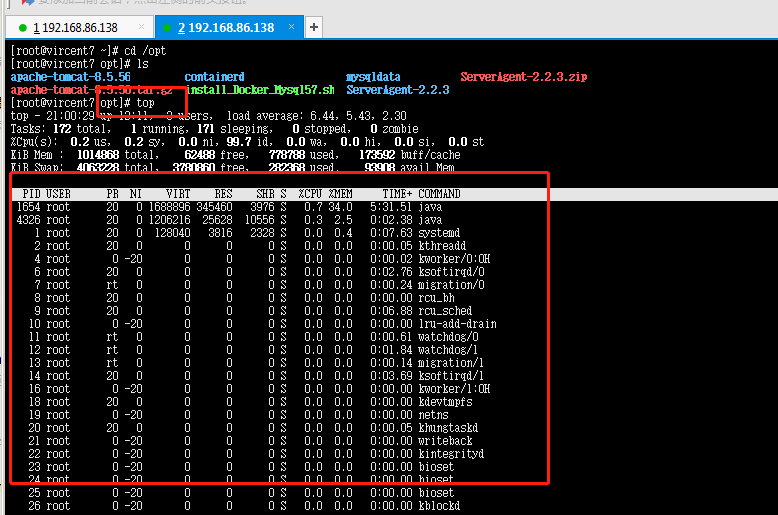 1 192.168.86.138 × 2 192.168.86.138 × +
[root@vircent7 ~]# cd /opt
[root@vircent7 opt]# ls
apache-tomcat-8.5.56 containerd mysqldata ServerAgent-2.2.3.zip
apache-tomcat-8.5.56.tar.gz install_Docker_Mysql57.sh ServerAgent-2.2.3
[root@vircent7 opt]# top
top - 21:00:29 up 12:11, 3 users, load average: 6.44, 5.43, 2.30
Tasks: 172 total, 1 running, 171 sleeping, 0 stopped, 0 zombie
%Cpu(s): 0.2 us, 0.2 sy, 0.0 ni, 99.7 id, 0.0 wa, 0.0 hi, 0.0 si, 0.0 st
KiB Mem : 1014868 total, 62488 free, 778788 used, 173592 buff/cache
KiB Swap: 4063228 total, 3780860 free, 282368 used. 93908 avail Mem
PID USER PR NI VIRT RES SHR S %CPU %MEM TIME+ COMMAND
1654 root 20 0 1688896 345460 3976 S 0.7 34.0 5:31.51 java
4326 root 20 0 1206216 25628 10556 S 0.3 2.5 0:02.38 java
1 root 20 0 128040 3816 2328 S 0.0 0.4 0:07.63 systemd
2 root 20 0 0 0 0 S 0.0 0.0 0:00.05 kthreadd
4 root 0 -20 0 0 0 S 0.0 0.0 0:00.02 kworker/0:0H
6 root 20 0 0 0 0 S 0.0 0.0 0:02.76 ksoftirqd/0
7 root rt 0 0 0 0 S 0.0 0.0 0:00.24 migration/0
8 root 20 0 0 0 0 S 0.0 0.0 0:00.00 rcu_bh
9 root 20 0 0 0 0 S 0.0 0.0 0:06.88 rcu_sched
10 root 0 -20 0 0 0 S 0.0 0.0 0:00.00 lru-add-drain
11 root rt 0 0 0 0 S 0.0 0.0 0:00.61 watchdog/0
12 root rt 0 0 0 0 S 0.0 0.0 0:01.84 watchdog/1
13 root rt 0 0 0 0 S 0.0 0.0 0:00.14 migration/1
14 root 20 0 0 0 0 S 0.0 0.0 0:03.69 ksoftirqd/1
16 root 0 -20 0 0 0 S 0.0 0.0 0:00.00 kworker/1:0H
18 root 20 0 0 0 0 S 0.0 0.0 0:00.00 kdevtmpfs
19 root 0 -20 0 0 0 S 0.0 0.0 0:00.00 netns
20 root 20 0 0 0 0 S 0.0 0.0 0:00.05 khungtaskd
21 root 0 -20 0 0 0 S 0.0 0.0 0:00.00 writeback
22 root 0 -20 0 0 0 S 0.0 0.0 0:00.00 kintegrityd
23 root 0 -20 0 0 0 S 0.0 0.0 0:00.00 bioset
24 root 0 -20 0 0 0 S 0.0 0.0 0:00.00 bioset
25 root 0 -20 0 0 0 S 0.0 0.0 0:00.00 bioset
26 root 0 -20 0 0 0 S 0.0 0.0 0:00.00 kblockd